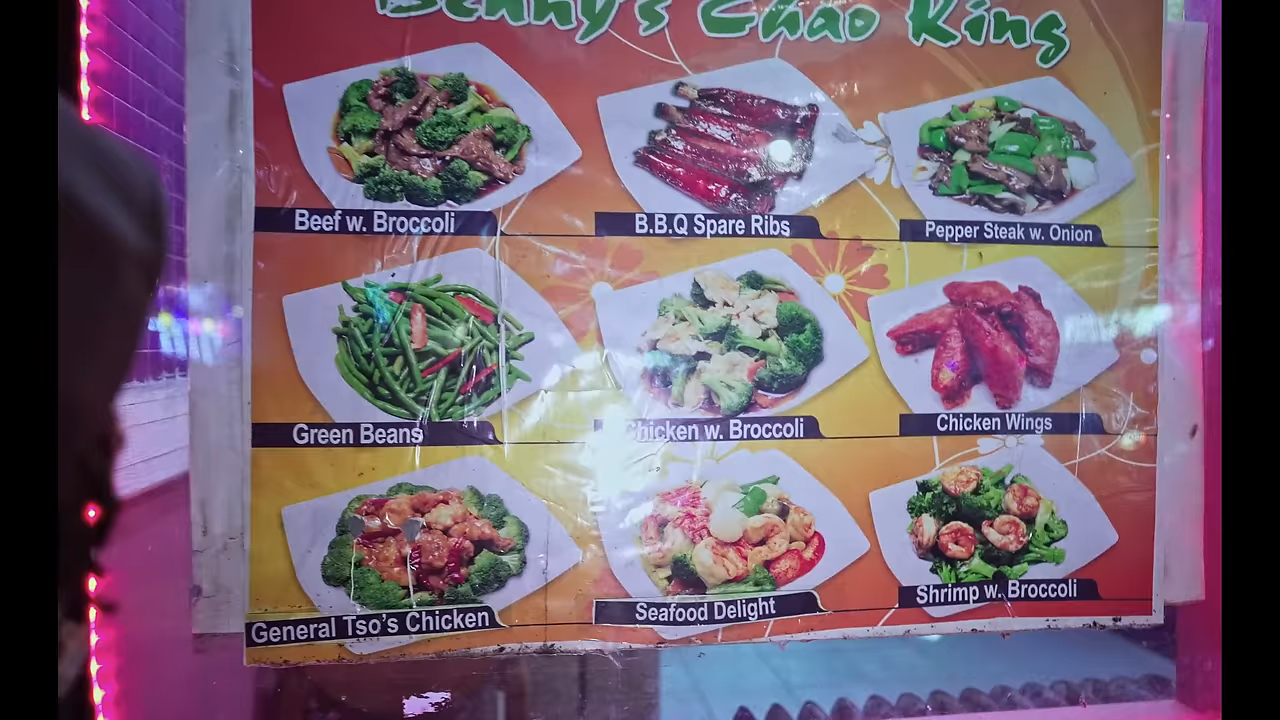 Benny's Chao King
Beef w. Broccoli
B.B.Q Spare Ribs
Pepper Steak w. Onion
Green Beans
Chicken w. Broccoli
Chicken Wings
General Tso's Chicken
Seafood Delight
Shrimp w. Broccoli